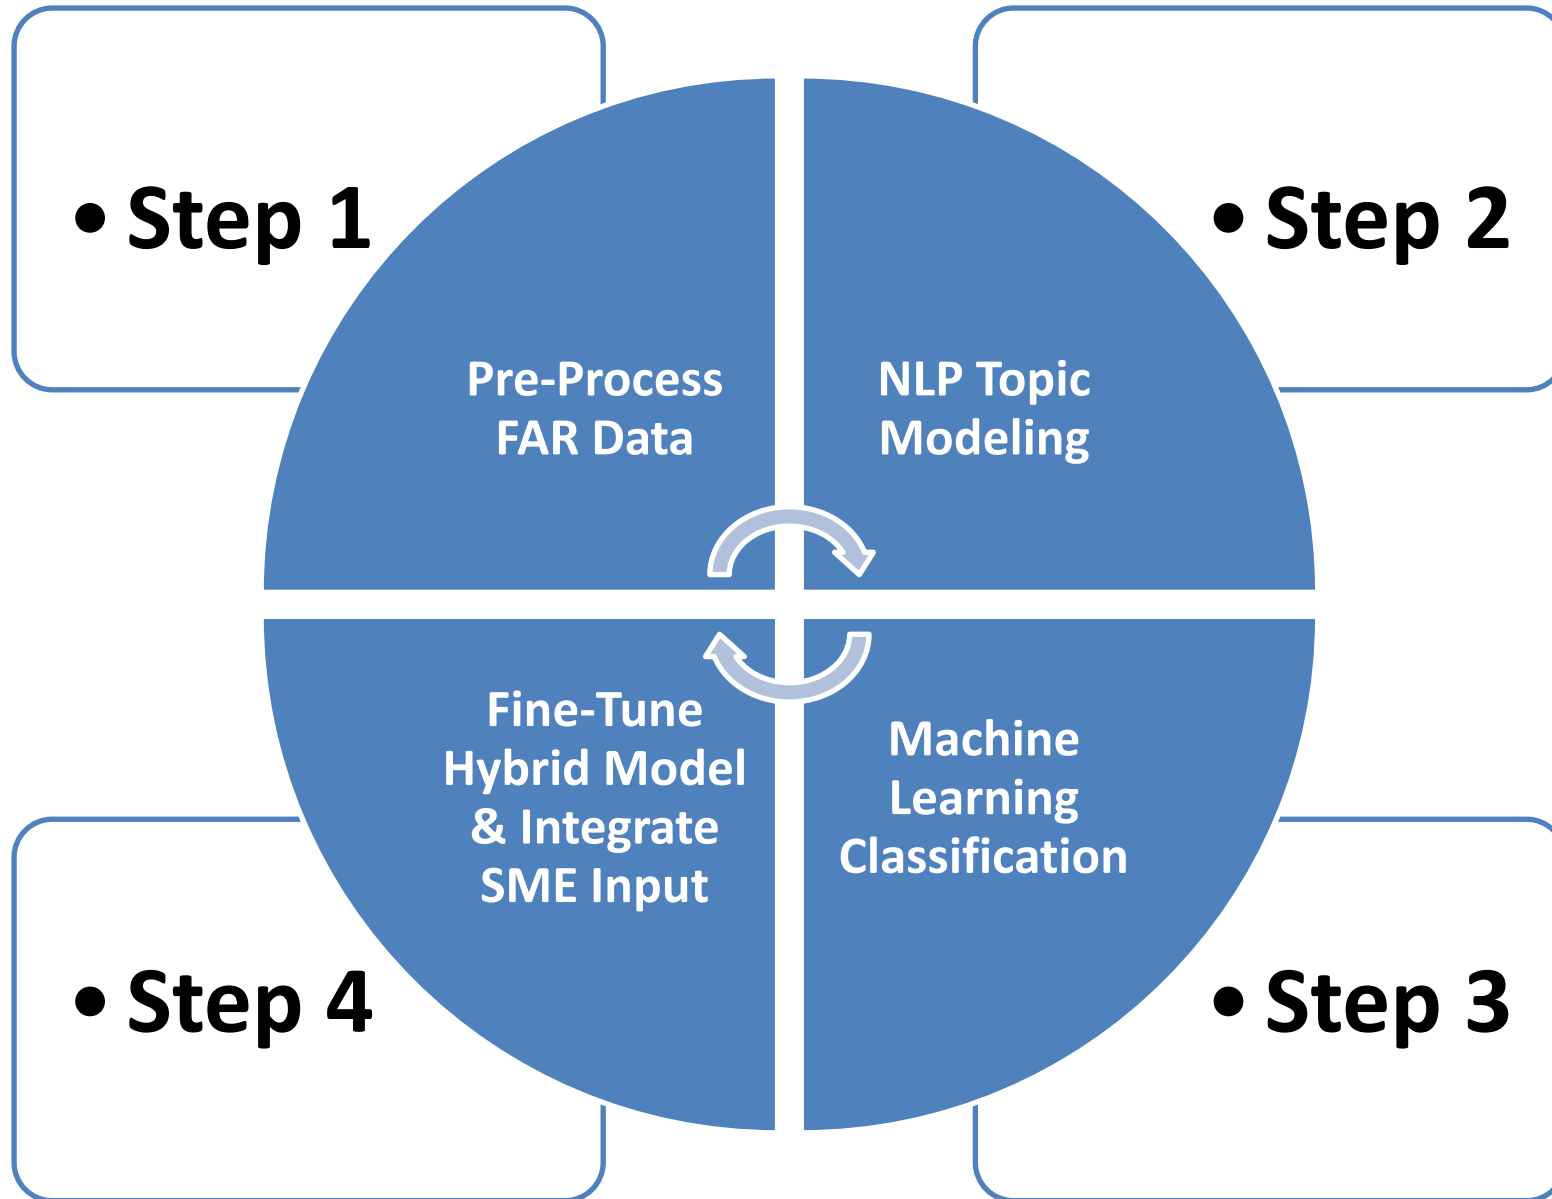 • Step 1
Pre-Process
FAR Data
• Step 2
NLP Topic
Modeling
• Step 3
Machine
Learning
Classification
• Step 4
Fine-Tune
Hybrid Model
& Integrate
SME Input